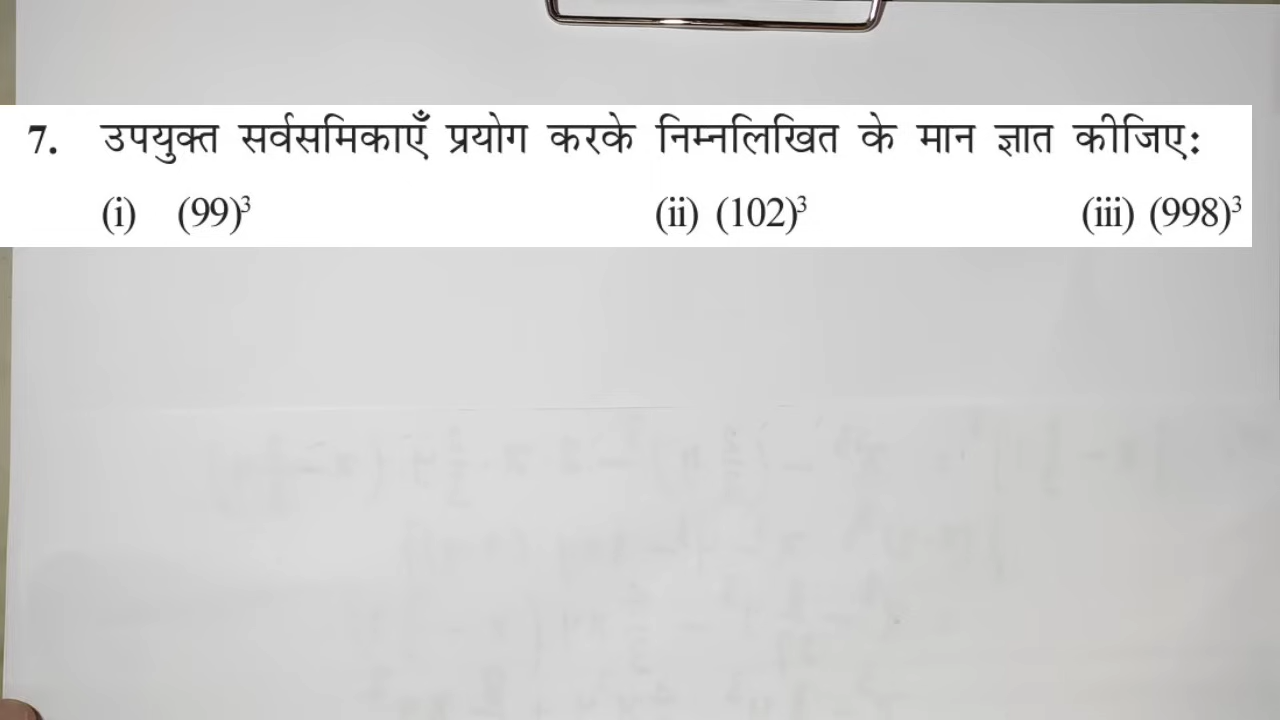 7. उपयुक्त सर्वसमिकाएँ प्रयोग करके निम्नलिखित के मान ज्ञात कीजिए:
(i) (99)³ (ii) (102)³ (iii) (998)³